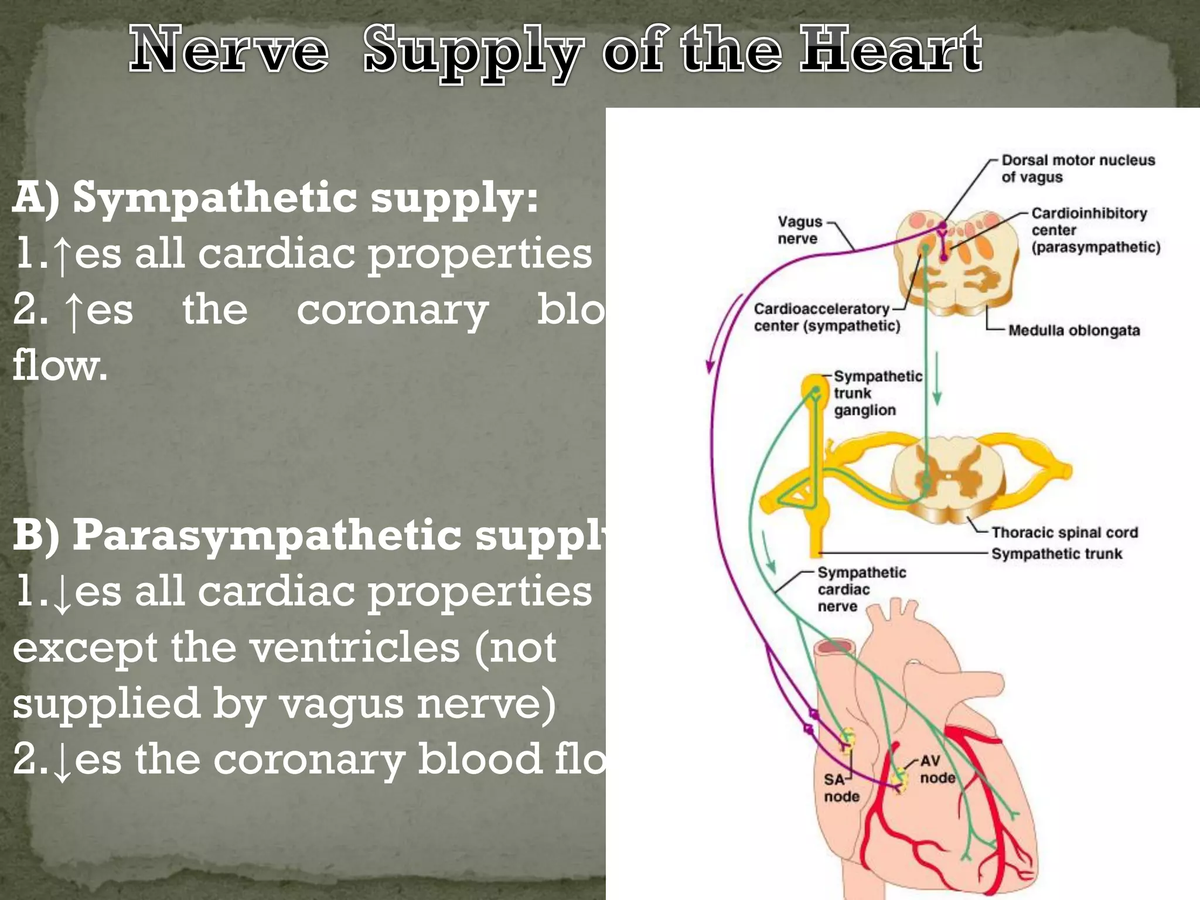 Nerve Supply of the Heart
A) Sympathetic supply:
1.↑es all cardiac properties
2. ↑es the coronary blo
flow.
B) Parasympathetic supply
1.↓es all cardiac properties
except the ventricles (not
supplied by vagus nerve)
2.↓es the coronary blood flo
Dorsal motor nucleus
of vagus
Vagus
nerve
Cardioinhibitory
center
(parasympathetic)
Cardioacceleratory
center (sympathetic)
Medulla oblongata
Sympathetic
trunk
ganglion
Thoracic spinal cord
Sympathetic trunk
Sympathetic
cardiac
nerve
SA
node
AV
node